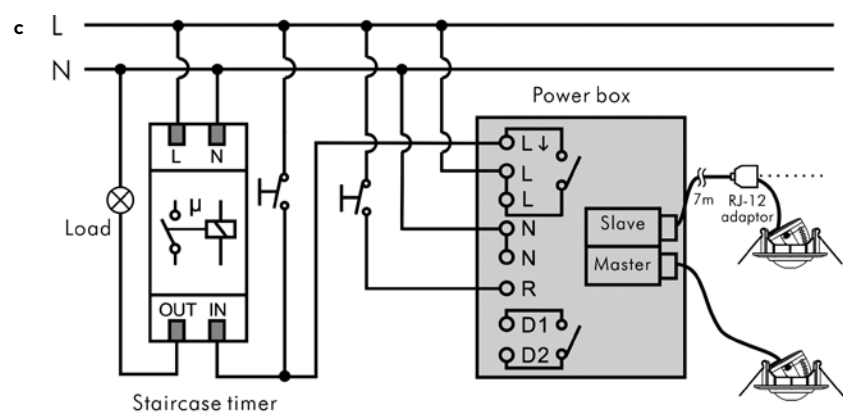 c
L
N
Power box
L N
L ↓
L
L
N
N
R
D1
D2
μ
Load
OUT IN
Staircase timer
Slave
Master
7m
RJ-12
adaptor